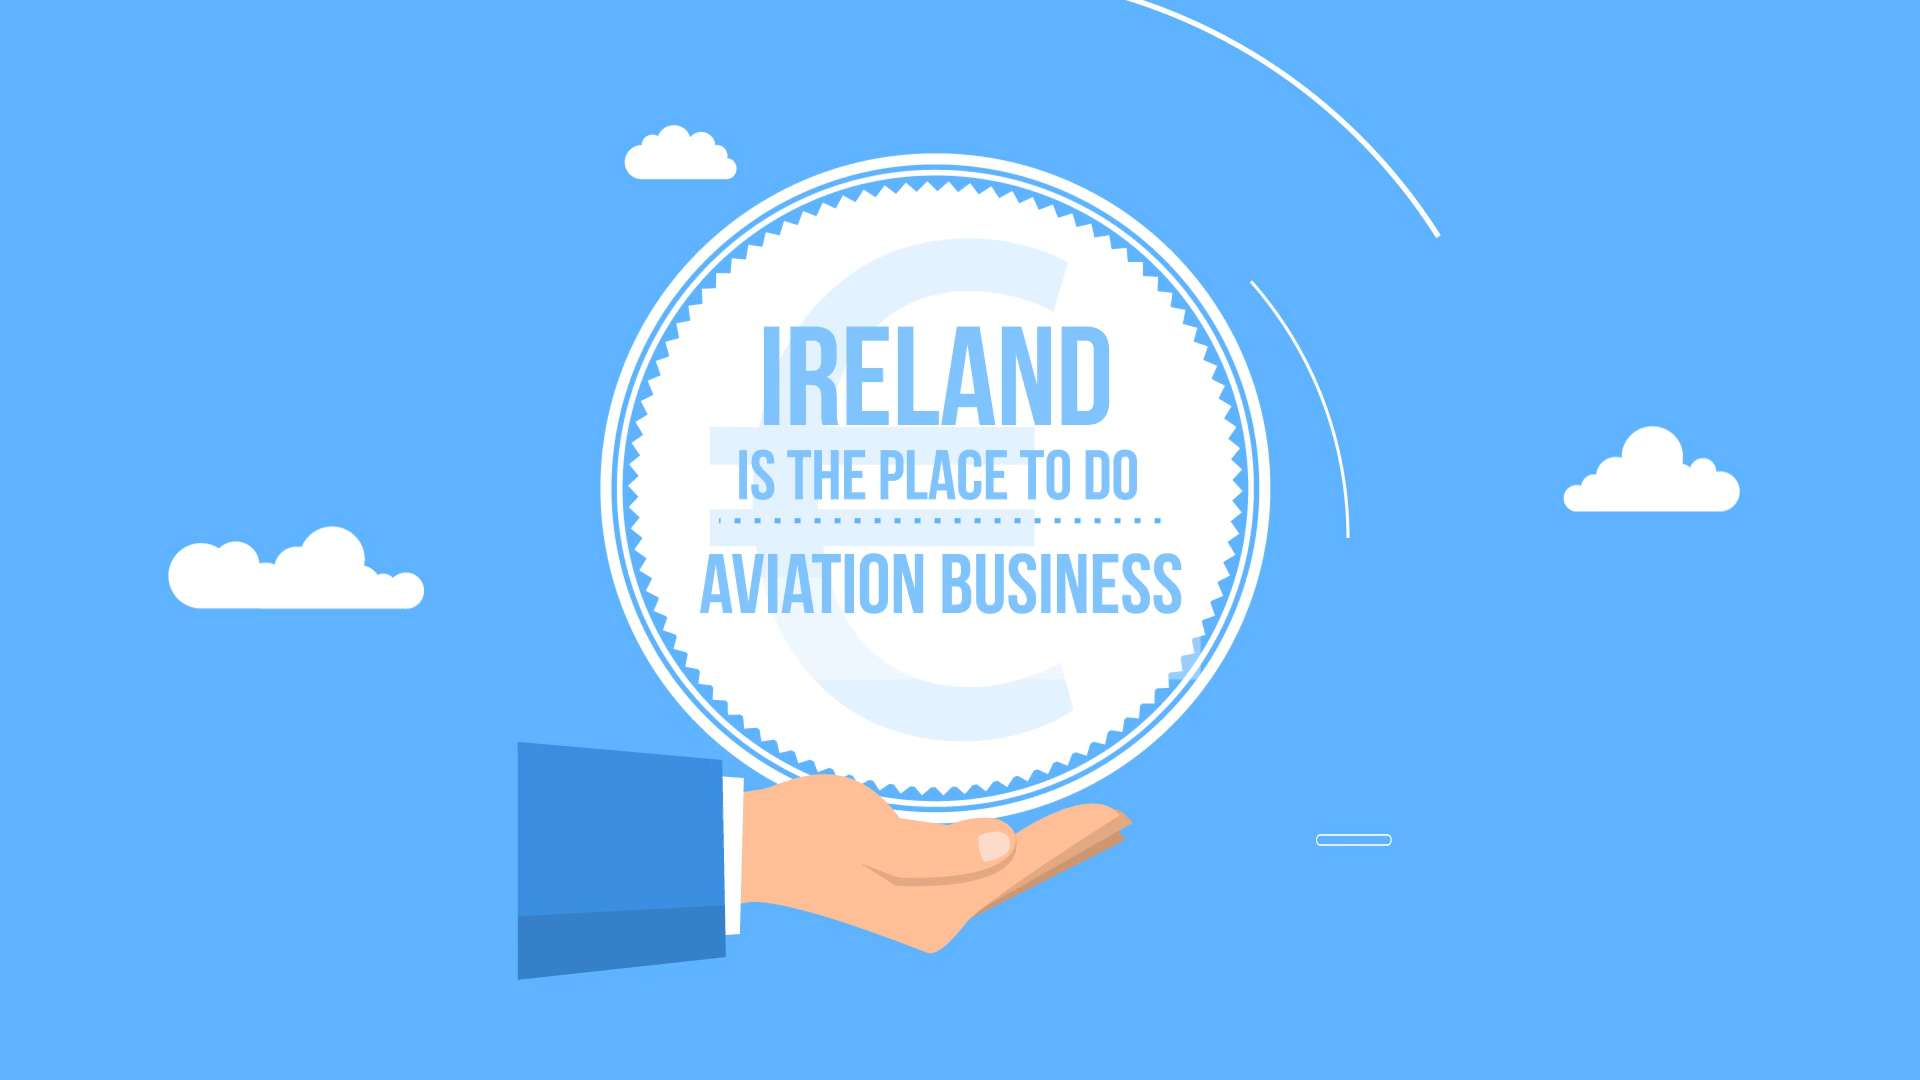 IRELAND
IS THE PLACE TO DO
AVIATION BUSINESS